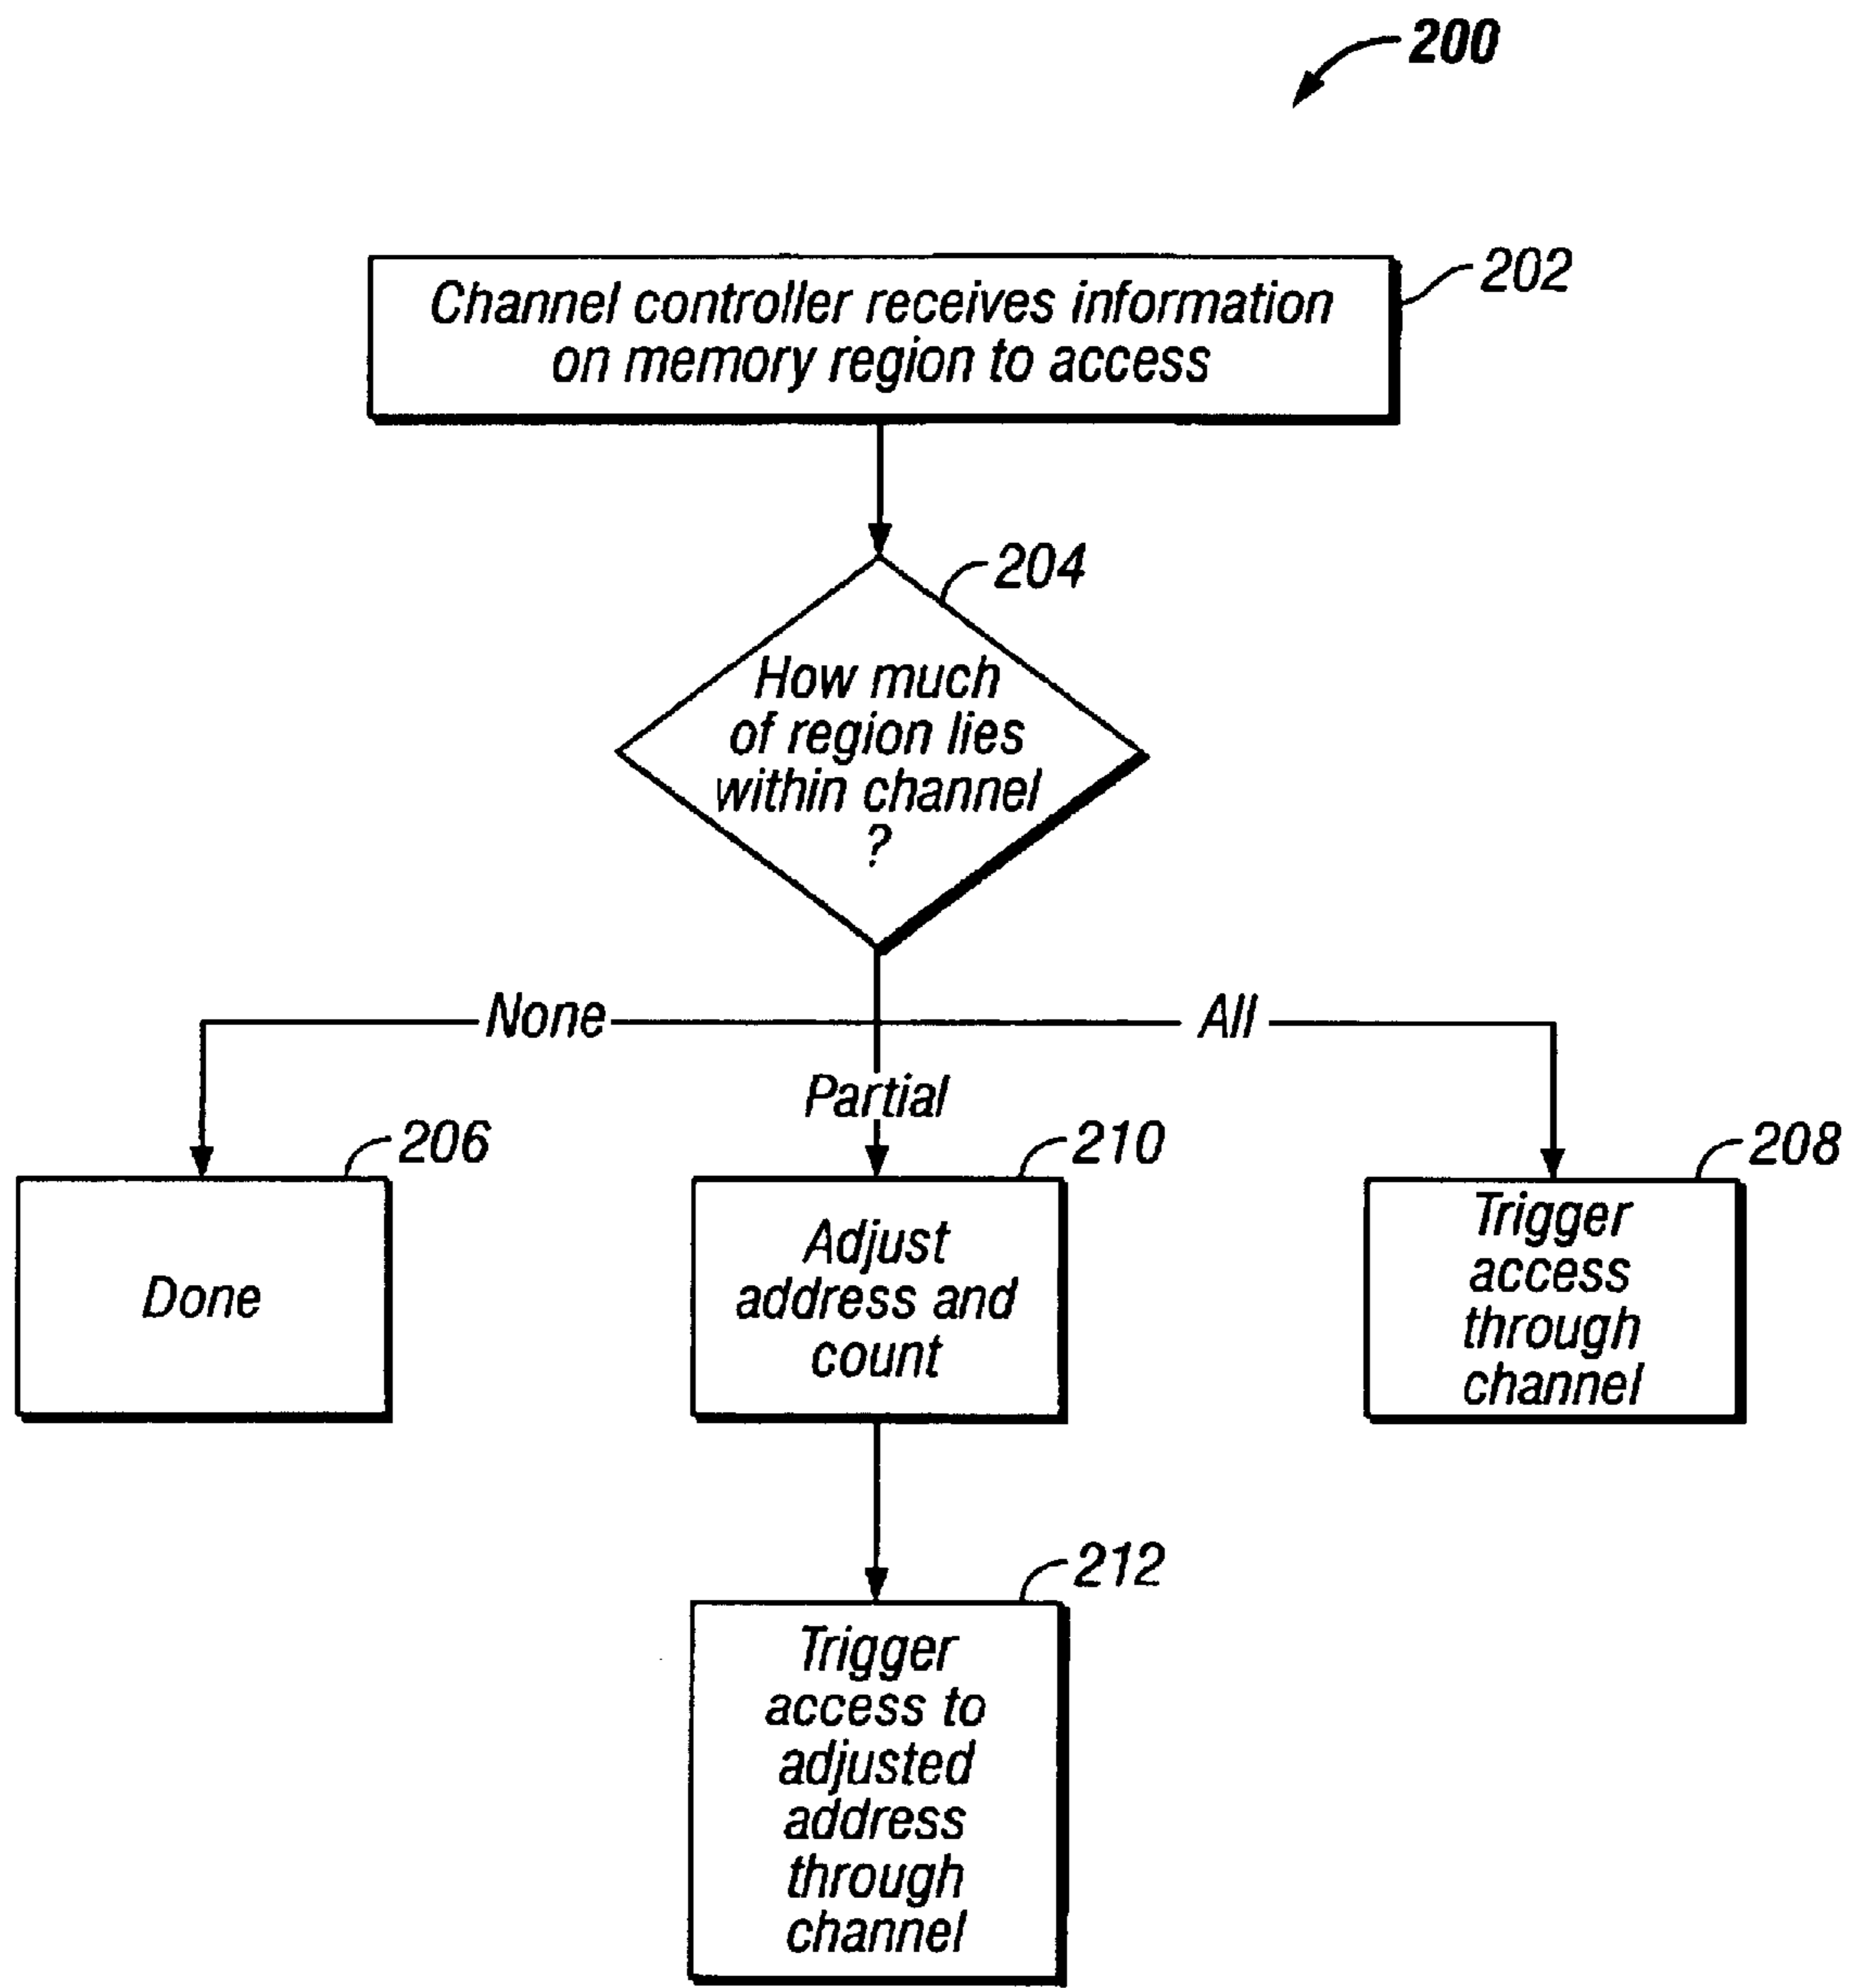 200
202
Channel controller receives information
on memory region to access
204
How much
of region lies
within channel
?
None
All
Partial
206
210
208
Done
Adjust
address and
count
Trigger
access
through
channel
212
Trigger
access to
adjusted
address
through
channel